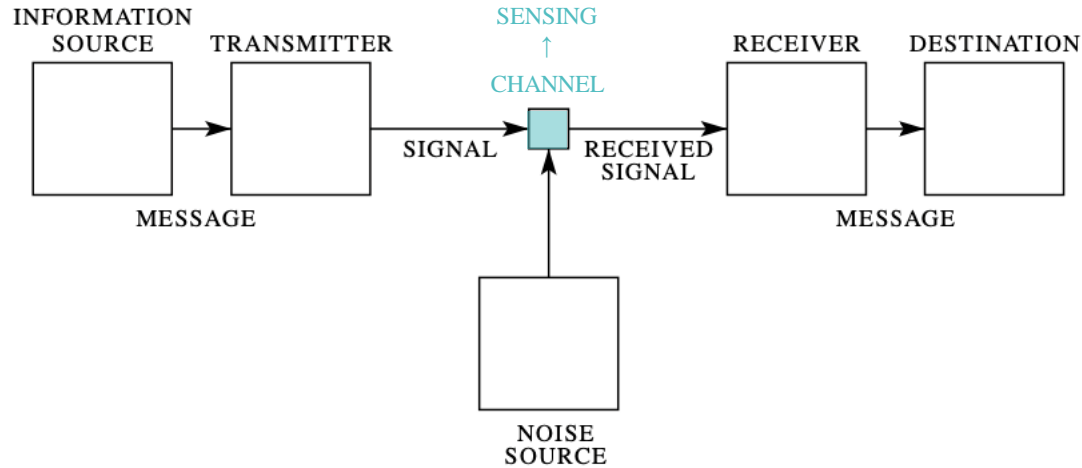 INFORMATION
SOURCE
TRANSMITTER
SENSING
↑
CHANNEL
RECEIVER
DESTINATION
SIGNAL
RECEIVED
SIGNAL
MESSAGE
MESSAGE
NOISE
SOURCE